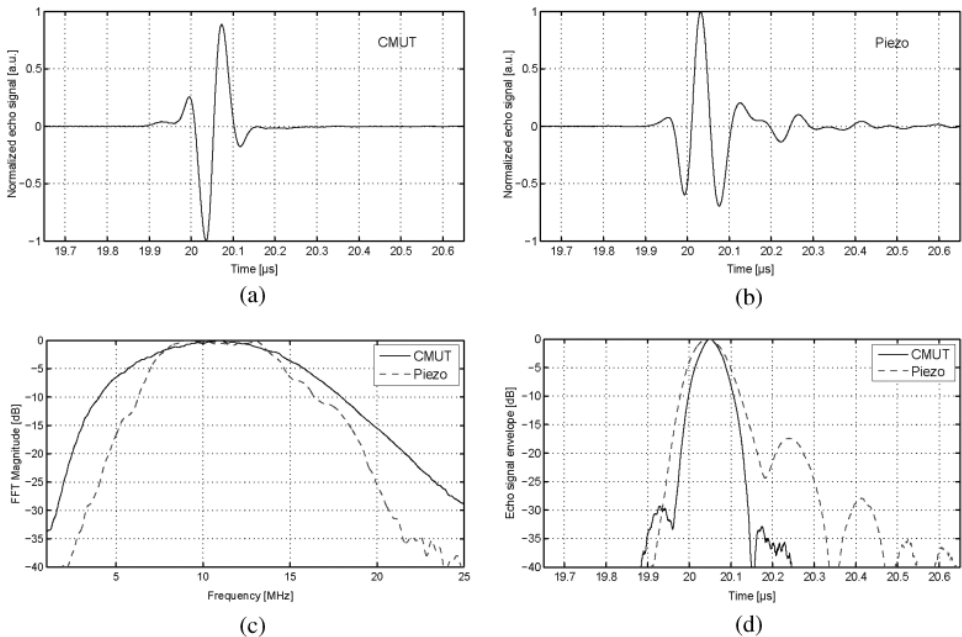 1
0.5
0
−0.5
−1
Normalized echo signal [a.u.]
CMUT
19.7 19.8 19.9 20 20.1 20.2 20.3 20.4 20.5 20.6
Time [µs]
(a)
1
0.5
0
−0.5
−1
Normalized echo signal [a.u.]
Piezo
19.7 19.8 19.9 20 20.1 20.2 20.3 20.4 20.5 20.6
Time [µs]
(b)
0
−5
−10
−15
−20
−25
−30
−35
−40
FFT Magnitude [dB]
CMUT
Piezo
5 10 15 20 25
Frequency [MHz]
(c)
0
−5
−10
−15
−20
−25
−30
−35
−40
Echo signal envelope [dB]
CMUT
Piezo
19.7 19.8 19.9 20 20.1 20.2 20.3 20.4 20.5 20.6
Time [µs]
(d)